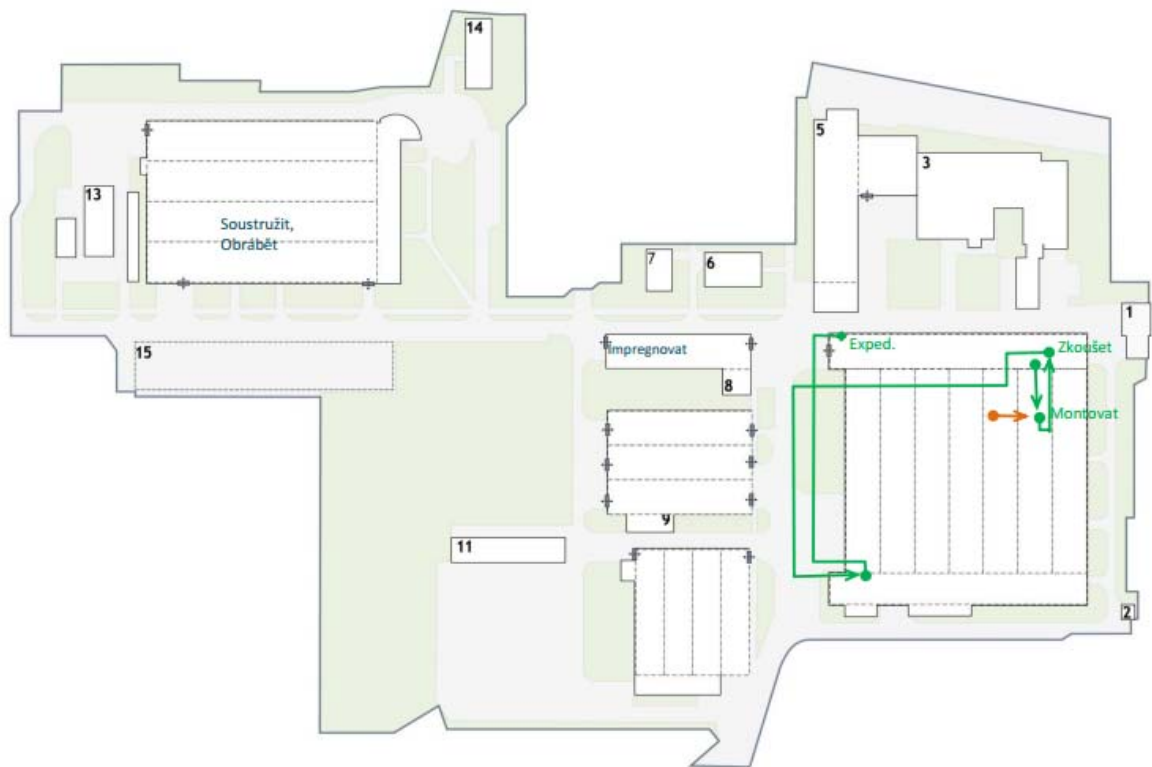 14
5
3
13
Soustružit,
Obrábět
7
6
1
15
Impregnovat
Exped.
Zkoušet
8
Montovat
9
11
2